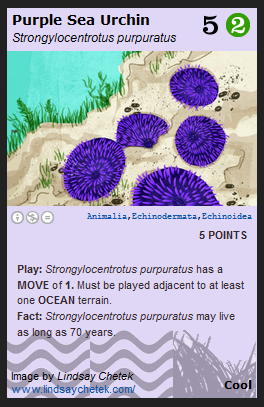 Purple Sea Urchin
Strongylocentrotus purpuratus
5 2
Animalia,Echinodermata,Echinoidea
5 POINTS
Play: Strongylocentrotus purpuratus has a
MOVE of 1. Must be played adjacent to at least
one OCEAN terrain.
Fact: Strongylocentrotus purpuratus may live
as long as 70 years.
Image by Lindsay Chetek
www.lindsaychetek.com/
Cool